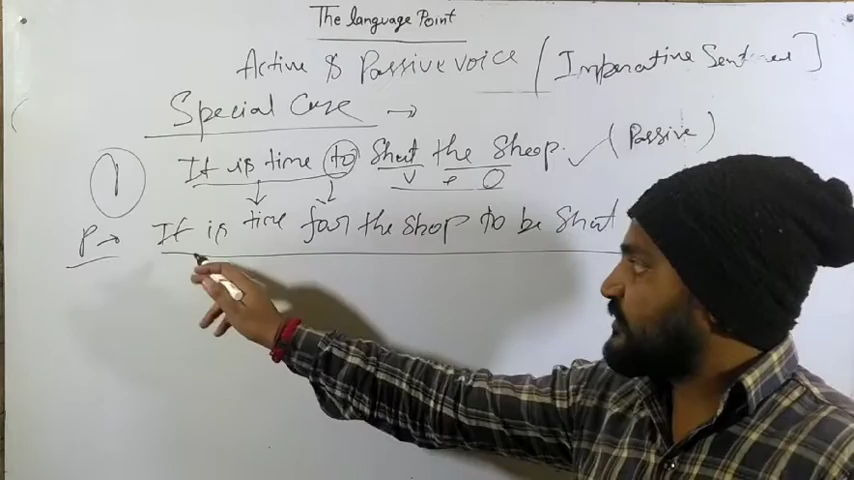 The language Point
Active & Passive voice (Imperative Sentence]
Special Case →
1 It is time to Shut the Shoop. ✓ (Passive)
V + O
P → It is time for the shop to be Shut